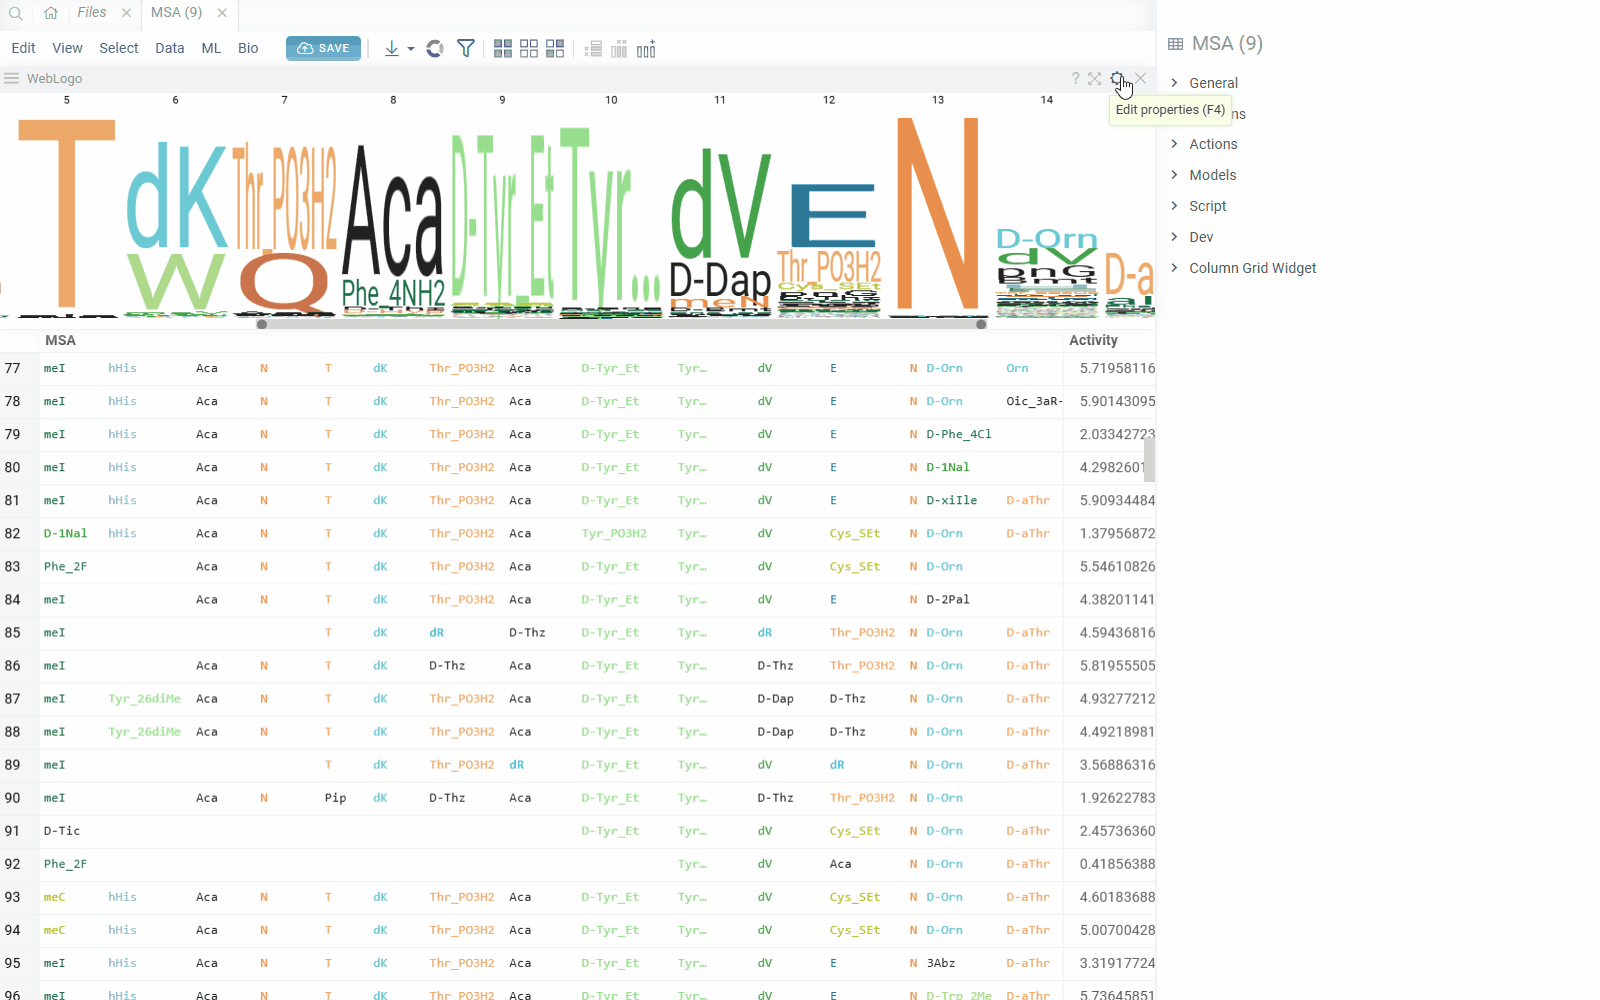 Files
MSA (9)
Edit View Select Data ML Bio SAVE
MSA (9)
WebLogo ?
General
Edit properties (F4)
ns
Actions
Models
Script
Dev
Column Grid Widget
5 6 7 8 9 10 11 12 13 14
T dK Thr_PO3H2 Aca D-Tyr_Et Tyr... dV E N D-Orn
W Q Phe_4NH2 D-Dap Thr_PO3H2 dV D-a
meN Cys_SEt pnG
MSA Activity
77 meI hHis Aca N T dK Thr_PO3H2 Aca D-Tyr_Et Tyr… dV E N D-Orn Orn 5.71958116
78 meI hHis Aca N T dK Thr_PO3H2 Aca D-Tyr_Et Tyr… dV E N D-Orn Oic_3aR- 5.90143095
79 meI hHis Aca N T dK Thr_PO3H2 Aca D-Tyr_Et Tyr… dV E N D-Phe_4Cl 2.03342723
80 meI hHis Aca N T dK Thr_PO3H2 Aca D-Tyr_Et Tyr… dV E N D-1Nal 4.2982601
81 meI hHis Aca N T dK Thr_PO3H2 Aca D-Tyr_Et Tyr… dV E N D-xiIle D-aThr 5.90934484
82 D-1Nal hHis Aca N T dK Thr_PO3H2 Aca Tyr_PO3H2 Tyr… dV Cys_SEt N D-Orn D-aThr 1.37956872
83 Phe_2F Aca N T dK Thr_PO3H2 Aca D-Tyr_Et Tyr… dV Cys_SEt N D-Orn 5.54610826
84 meI Aca N T dK Thr_PO3H2 Aca D-Tyr_Et Tyr… dV E N D-2Pal 4.38201141
85 meI T dK dR D-Thz D-Tyr_Et Tyr… dR Thr_PO3H2 N D-Orn D-aThr 4.59436816
86 meI Aca N T dK D-Thz Aca D-Tyr_Et Tyr… D-Thz Thr_PO3H2 N D-Orn D-aThr 5.81955505
87 meI Tyr_26diMe Aca N T dK Thr_PO3H2 Aca D-Tyr_Et Tyr… D-Dap D-Thz N D-Orn D-aThr 4.93277212
88 meI Tyr_26diMe Aca N T dK Thr_PO3H2 Aca D-Tyr_Et Tyr… D-Dap D-Thz N D-Orn D-aThr 4.49218981
89 meI T dK Thr_PO3H2 dR D-Tyr_Et Tyr… dV dR N D-Orn D-aThr 3.56886316
90 meI Aca N Pip dK D-Thz Aca D-Tyr_Et Tyr… D-Thz Thr_PO3H2 N D-Orn 1.92622783
91 D-Tic D-Tyr_Et Tyr… dV Cys_SEt N D-Orn D-aThr 2.45736360
92 Phe_2F Tyr… dV Aca N D-Orn D-aThr 0.41856388
93 meC hHis Aca N T dK Thr_PO3H2 Aca D-Tyr_Et Tyr… dV Cys_SEt N D-Orn D-aThr 4.60183688
94 meC hHis Aca N T dK Thr_PO3H2 Aca D-Tyr_Et Tyr… dV Cys_SEt N D-Orn D-aThr 5.00700428
95 meI hHis Aca N T dK Thr_PO3H2 Aca D-Tyr_Et Tyr… dV E N 3Abz D-aThr 3.31917724
96 meI hHis Aca N T dK Thr_PO3H2 Aca D-Tyr_Et Tyr… dV E N D-Trp_2Me D-aThr 5.73645851